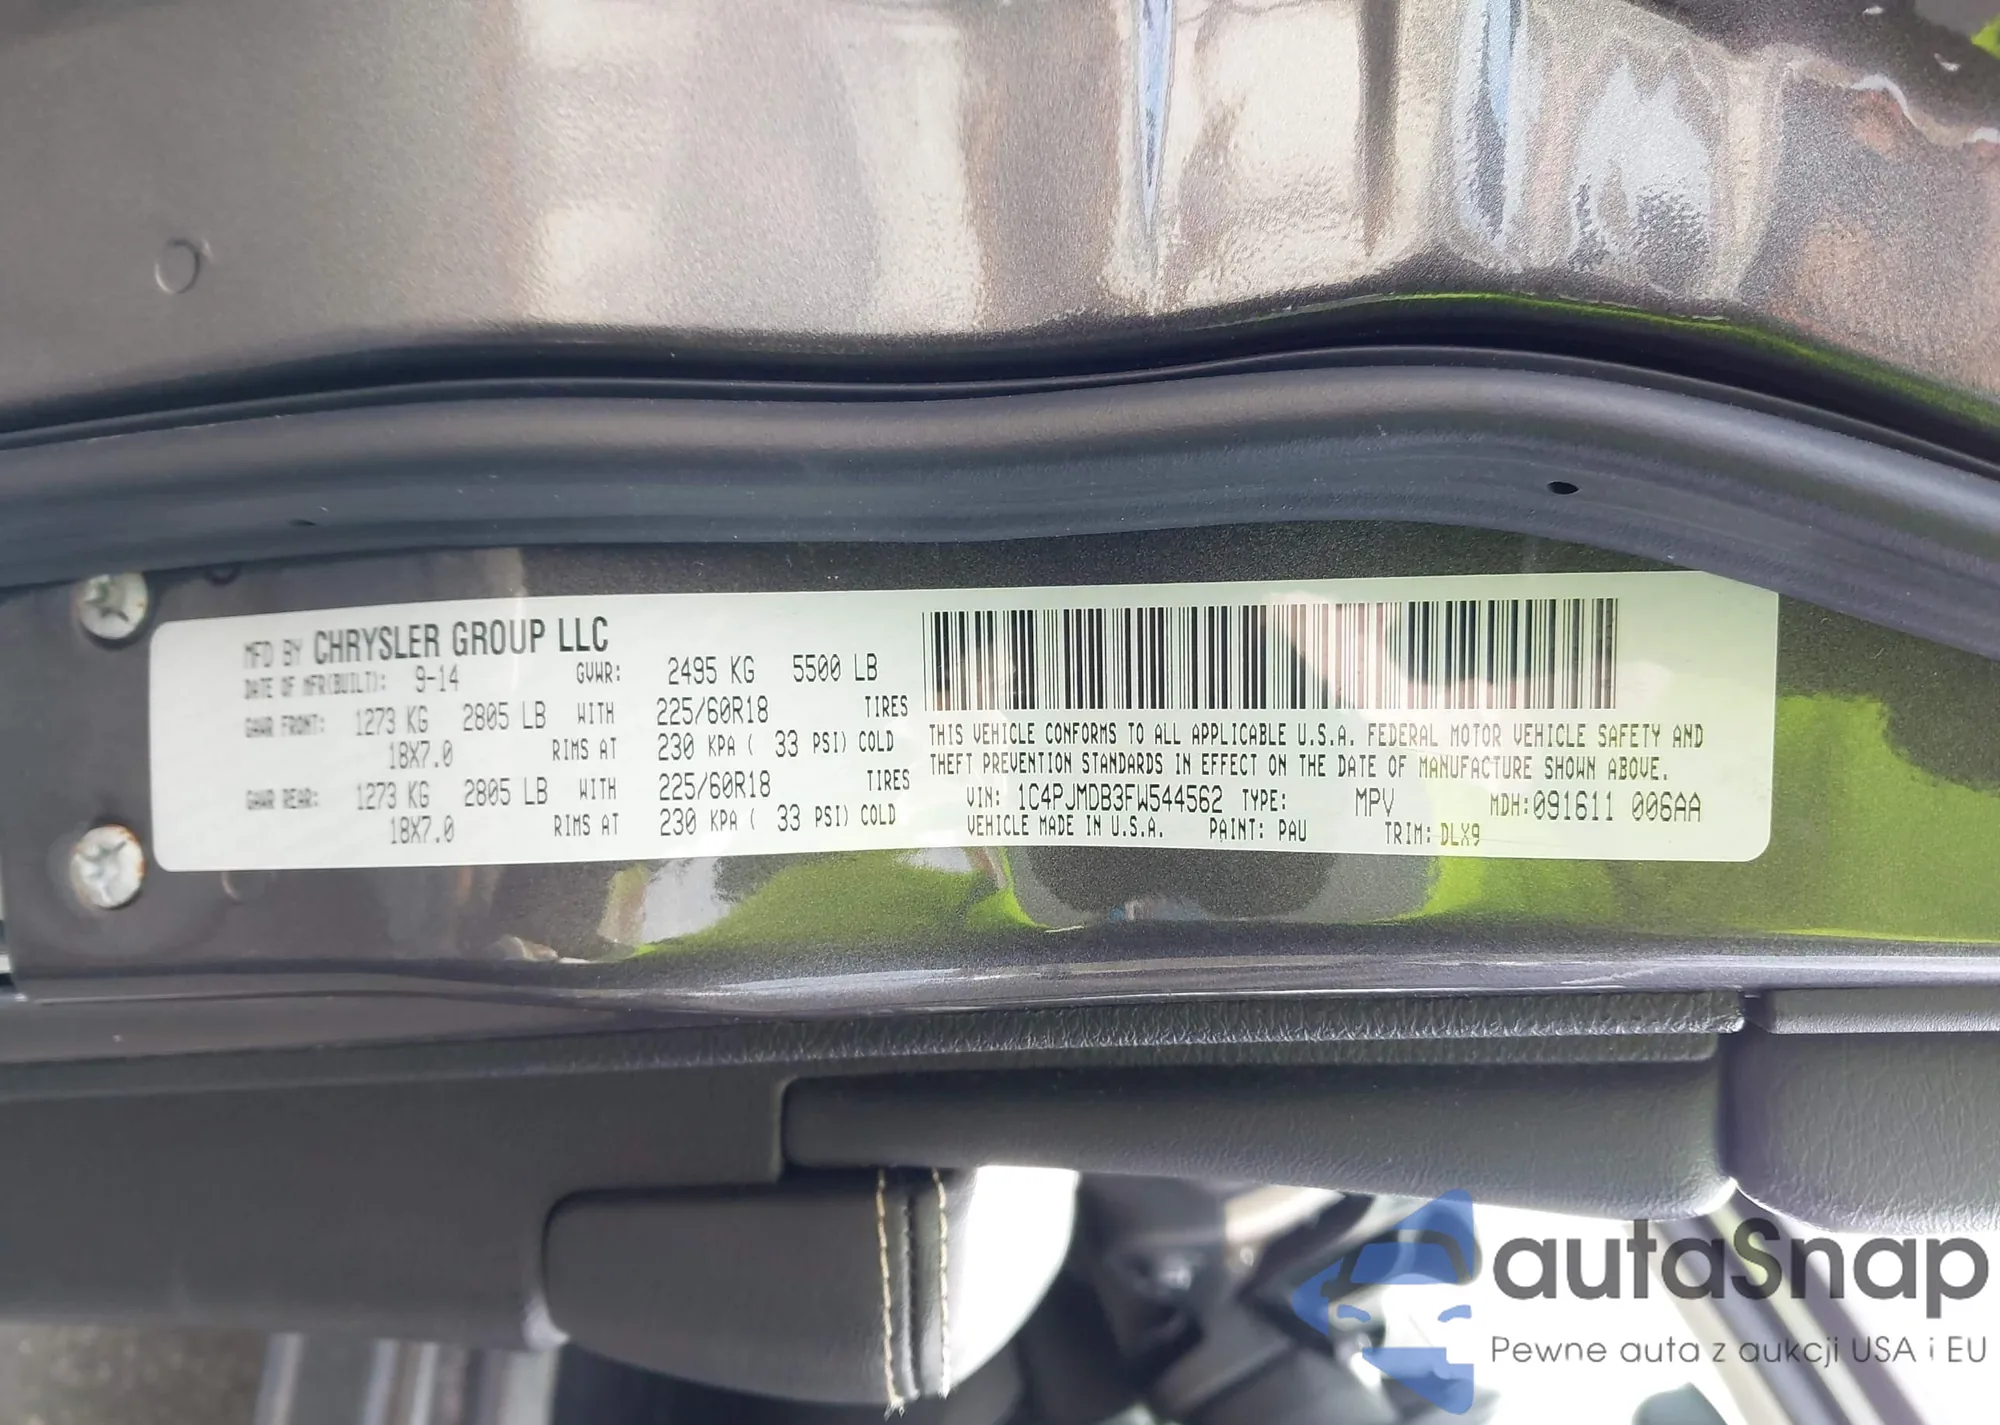 MFD BY CHRYSLER GROUP LLC
DATE OF MFR(BUILT): 9-14 GVWR: 2495 KG 5500 LB
GAWR FRONT: 1273 KG 2805 LB WITH 225/60R18 TIRES
18X7.0 RIMS AT 230 KPA ( 33 PSI) COLD
GAWR REAR: 1273 KG 2805 LB WITH 225/60R18 TIRES
18X7.0 RIMS AT 230 KPA ( 33 PSI) COLD
THIS VEHICLE CONFORMS TO ALL APPLICABLE U.S.A. FEDERAL MOTOR VEHICLE SAFETY AND
THEFT PREVENTION STANDARDS IN EFFECT ON THE DATE OF MANUFACTURE SHOWN ABOVE.
VIN: 1C4PJMDB3FW544562 TYPE: MPV MDH:091611 006AA
VEHICLE MADE IN U.S.A. PAINT: PAU TRIM: DLX9
autaSnap
Pewne auta z aukcji USA i EU